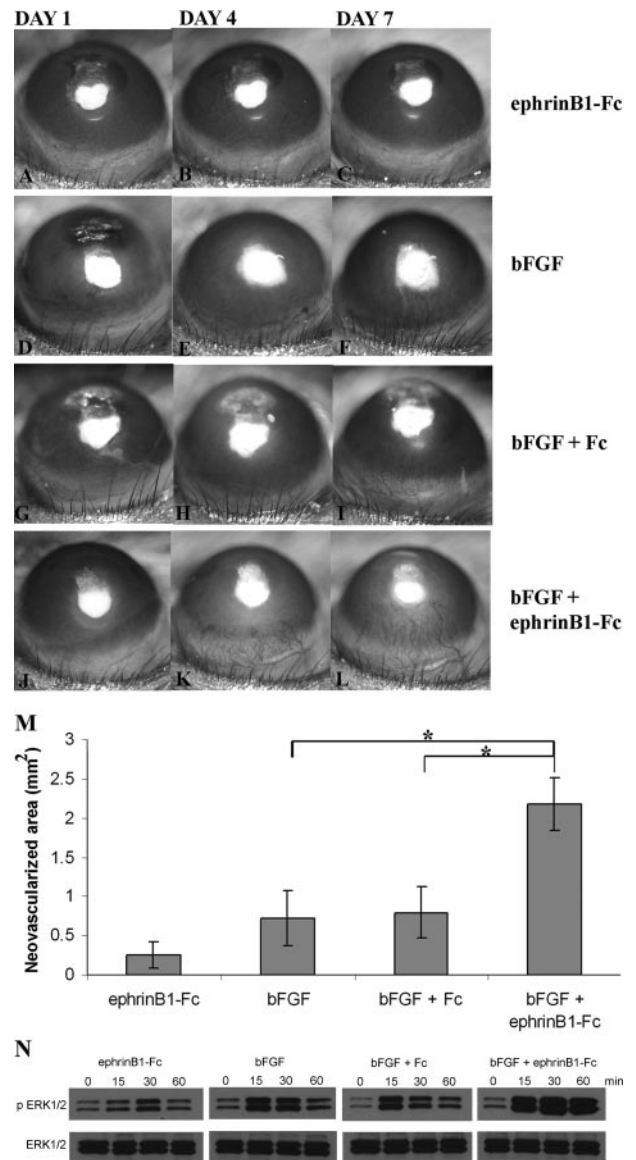 DAY 1 DAY 4 DAY 7
A B C ephrinB1-Fc
D E F bFGF
G H I bFGF + Fc
J K L bFGF +
ephrinB1-Fc
M
Neovascularized area (mm²)
3
2.5
2
1.5
1
0.5
0
* *
ephrinB1-Fc bFGF bFGF + Fc bFGF +
ephrinB1-Fc
N
ephrinB1-Fc bFGF bFGF + Fc bFGF + ephrinB1-Fc
0 15 30 60 0 15 30 60 0 15 30 60 0 15 30 60 min
p ERK1/2
ERK1/2